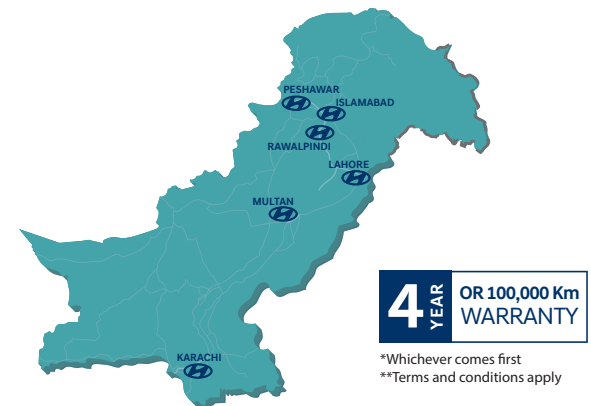 PESHAWAR
ISLAMABAD
RAWALPINDI
LAHORE
MULTAN
KARACHI
4 YEAR
OR 100,000 Km
WARRANTY
*Whichever comes first
**Terms and conditions apply